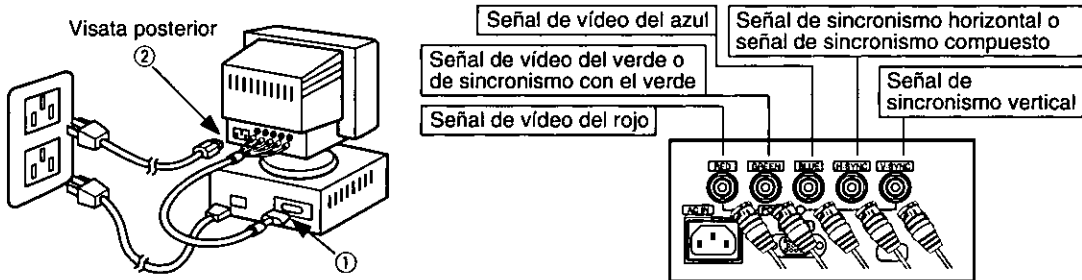 Visata posterior
②
①
Señal de vídeo del azul
Señal de sincronismo horizontal o
señal de sincronismo compuesto
Señal de vídeo del verde o
de sincronismo con el verde
Señal de
sincronismo vertical
Señal de vídeo del rojo
RED GREEN BLUE H-SYNC V-SYNC
AC IN